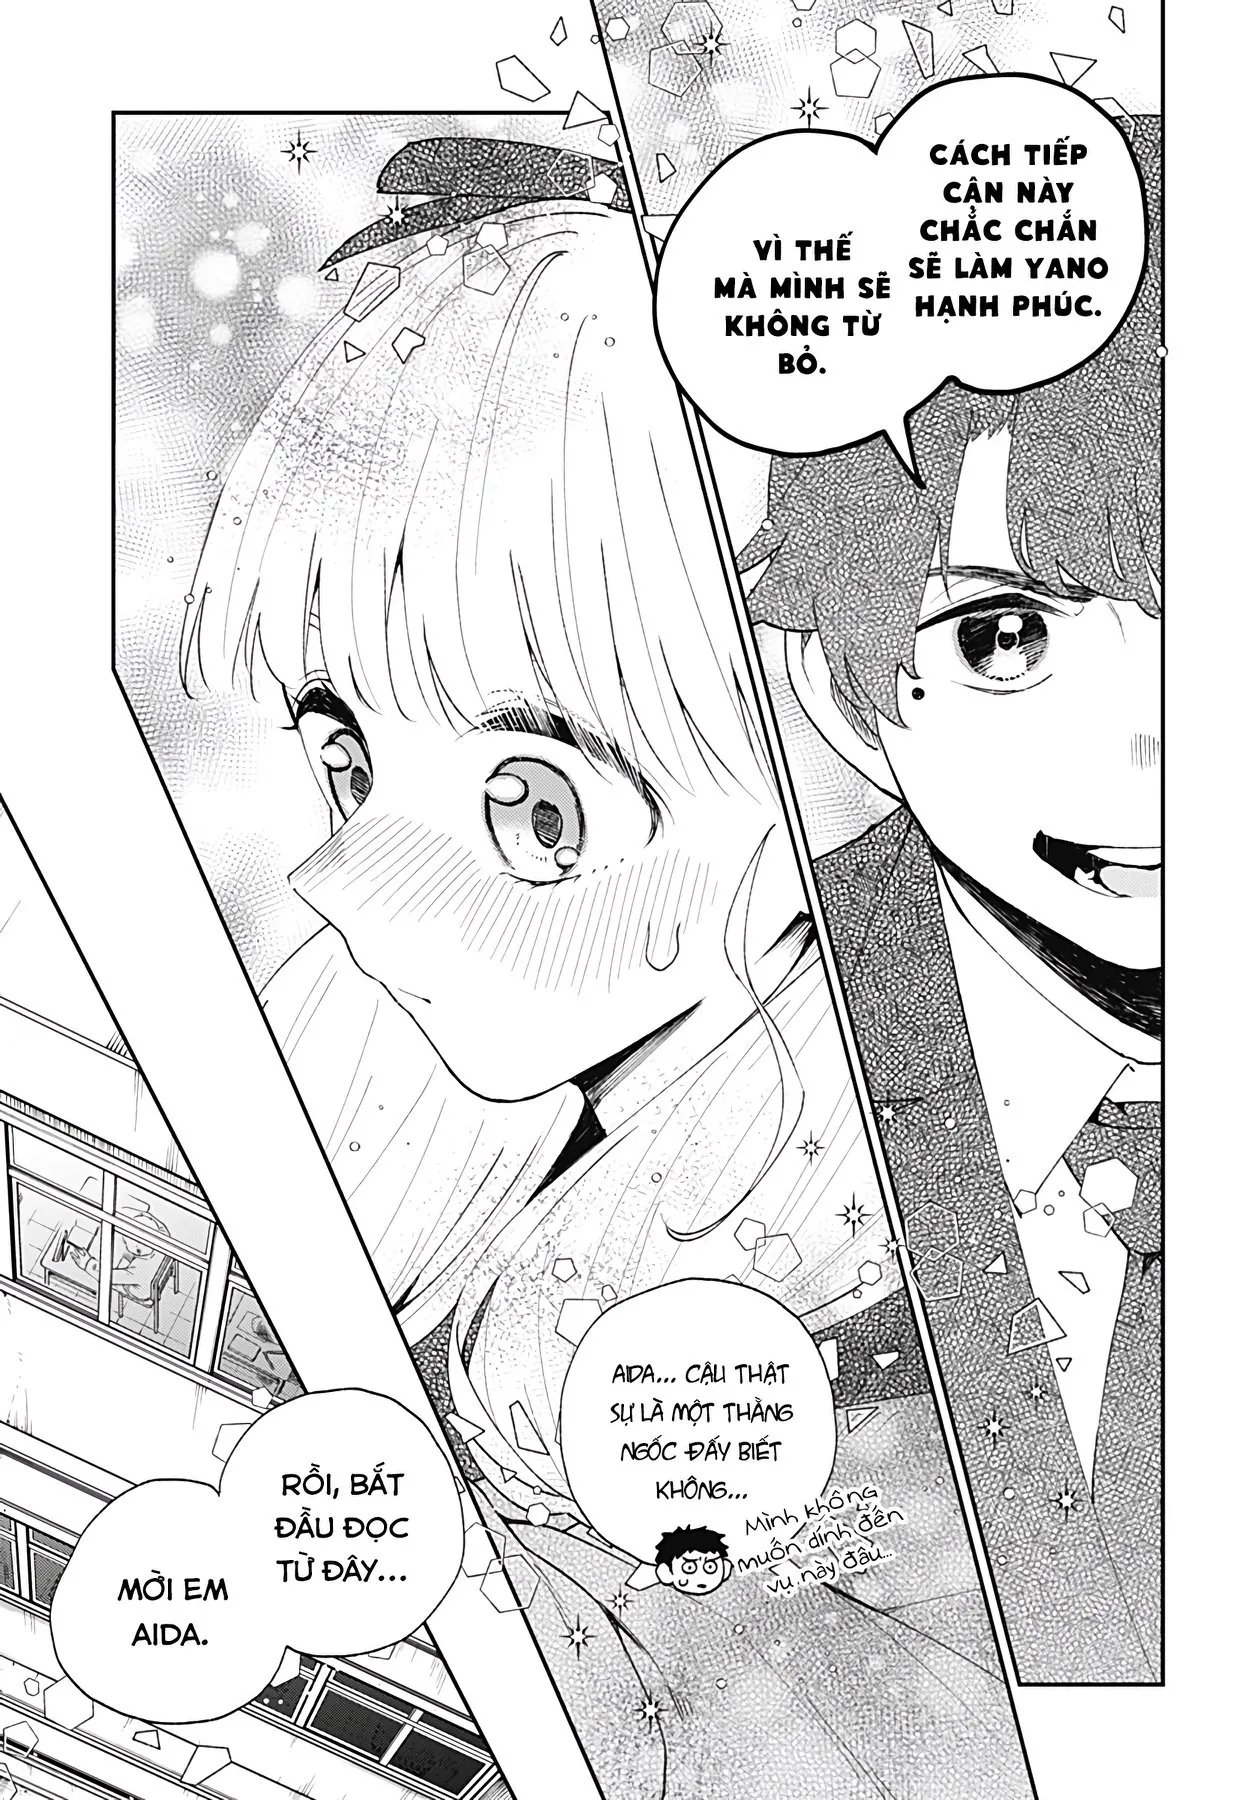 CÁCH TIẾP
CẬN NÀY
CHẮC CHẮN
SẼ LÀM YANO
HẠNH PHÚC.
VÌ THẾ
MÀ MÌNH SẼ
KHÔNG TỪ
BỎ.
AIDA... CẬU THẬT
SỰ LÀ MỘT THẰNG
NGỐC ĐẤY BIẾT
KHÔNG...
Mình không
muốn dính đến
vụ này đâu...
RỒI, BẮT
ĐẦU ĐỌC
TỪ ĐÂY...
MỜI EM
AIDA.